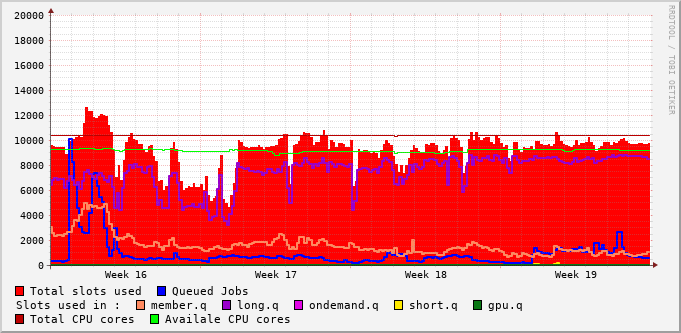 RRDTOOL / TOBI OETIKER
20000
18000
16000
14000
12000
10000
8000
6000
4000
2000
0
Week 16 Week 17 Week 18 Week 19
Total slots used Queued Jobs
Slots used in : member.q long.q ondemand.q short.q gpu.q
Total CPU cores Availale CPU cores